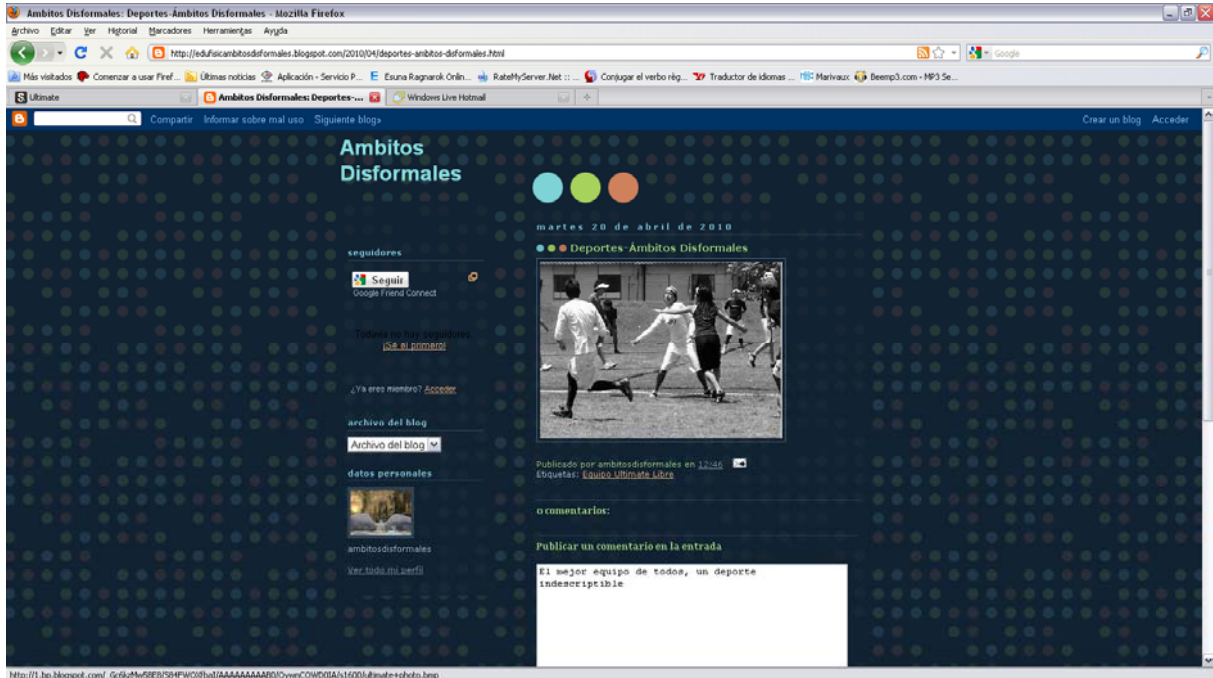 Ambitos Disformales: Deportes-Ámbitos Disformales - Mozilla Firefox
Archivo Editar Ver Historial Marcadores Herramientas Ayuda
http://edufisicambitosdisformales.blogspot.com/2010/04/deportes-ambitos-disformales.html
Google
Más visitados Comenzar a usar Firef... Últimas noticias Aplicación - Servicio P... Esuna Ragnarok Onlin... RateMyServer.Net :: ... Conjugar el verbo règ... Traductor de idiomas ... Marivaux Beemp3.com - MP3 Se...
Ultimate Ambitos Disformales: Deportes-... Windows Live Hotmail
Compartir Informar sobre mal uso Siguiente blog» Crear un blog Acceder
Ambitos
Disformales
martes 20 de abril de 2010
Deportes-Ámbitos Disformales
seguidores
Seguir
Google Friend Connect
Todavía no hay seguidores.
¡Sé el primero!
¿Ya eres miembro? Acceder
archivo del blog
Archivo del blog
datos personales
ambitosdisformales
Ver todo mi perfil
Publicado por ambitosdisformales en 12:46
Etiquetas: Equipo Ultimate Libre
0 comentarios:
Publicar un comentario en la entrada
El mejor equipo de todos, un deporte
indescriptible